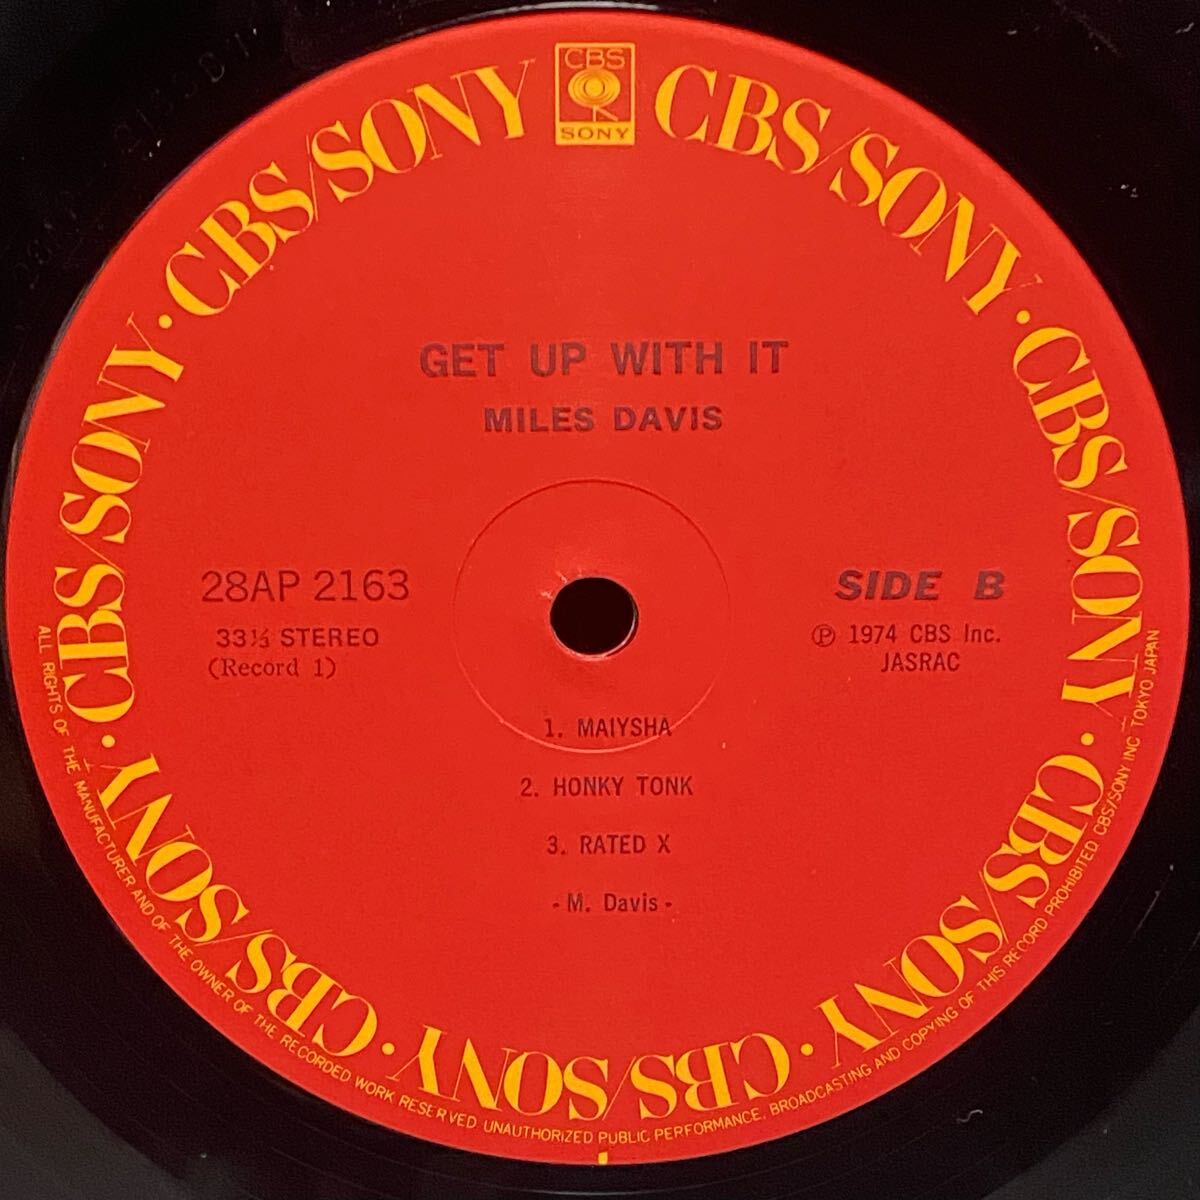 CBS
SONY
CBS/SONY · CBS/SONY · CBS/SONY · CBS/SONY · CBS/SONY · CBS/SONY · CBS/SONY · CBS/SONY
GET UP WITH IT
MILES DAVIS
28AP 2163
33⅓ STEREO
(Record 1)
SIDE B
℗ 1974 CBS Inc.
JASRAC
1. MAIYSHA
2. HONKY TONK
3. RATED X
- M. Davis -
ALL RIGHTS OF THE MANUFACTURER AND OF THE OWNER OF THE RECORDED WORK RESERVED UNAUTHORIZED PUBLIC PERFORMANCE, BROADCASTING AND COPYING OF THIS RECORD PROHIBITED CBS/SONY INC TOKYO JAPAN